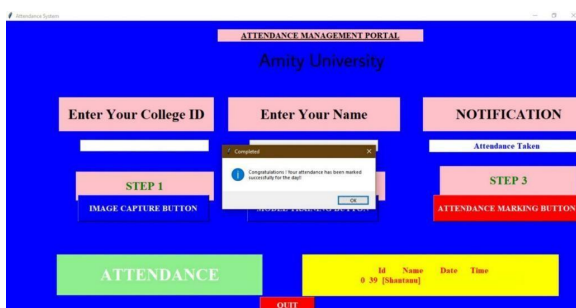 Attendance System
ATTENDANCE MANAGEMENT PORTAL
Amity University
Enter Your College ID
Enter Your Name
NOTIFICATION
Attendance Taken
Completed
Congratulations ! Your attendance has been marked
successfully for the day!
OK
STEP 1
STEP 3
IMAGE CAPTURE BUTTON
MODEL TRAINING BUTTON
ATTENDANCE MARKING BUTTON
ATTENDANCE
Id Name Date Time
0 39 [Shantanu]
QUIT